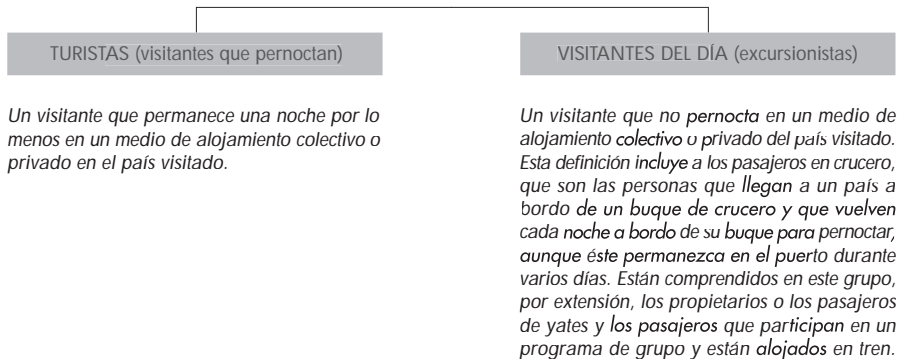 TURISTAS (visitantes que pernoctan)
Un visitante que permanece una noche por lo
menos en un medio de alojamiento colectivo o
privado en el país visitado.
VISITANTES DEL DÍA (excursionistas)
Un visitante que no pernocta en un medio de
alojamiento colectivo o privado del país visitado.
Esta definición incluye a los pasajeros en crucero,
que son las personas que llegan a un país a
bordo de un buque de crucero y que vuelven
cada noche a bordo de su buque para pernoctar,
aunque éste permanezca en el puerto durante
varios días. Están comprendidos en este grupo,
por extensión, los propietarios o los pasajeros
de yates y los pasajeros que participan en un
programa de grupo y están alojados en tren.